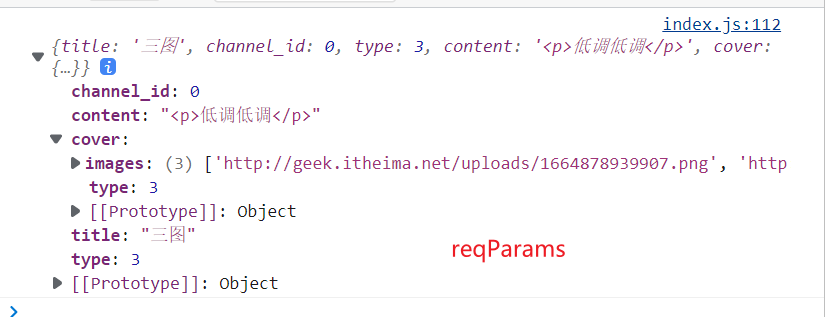 index.js:112
{title: '三图', channel_id: 0, type: 3, content: '<p>低调低调</p>', cover:
{…}} i
channel_id: 0
content: "<p>低调低调</p>"
cover:
images: (3) ['http://geek.itheima.net/uploads/1664878939907.png', 'http
type: 3
[[Prototype]]: Object
title: "三图"
type: 3
reqParams
[[Prototype]]: Object